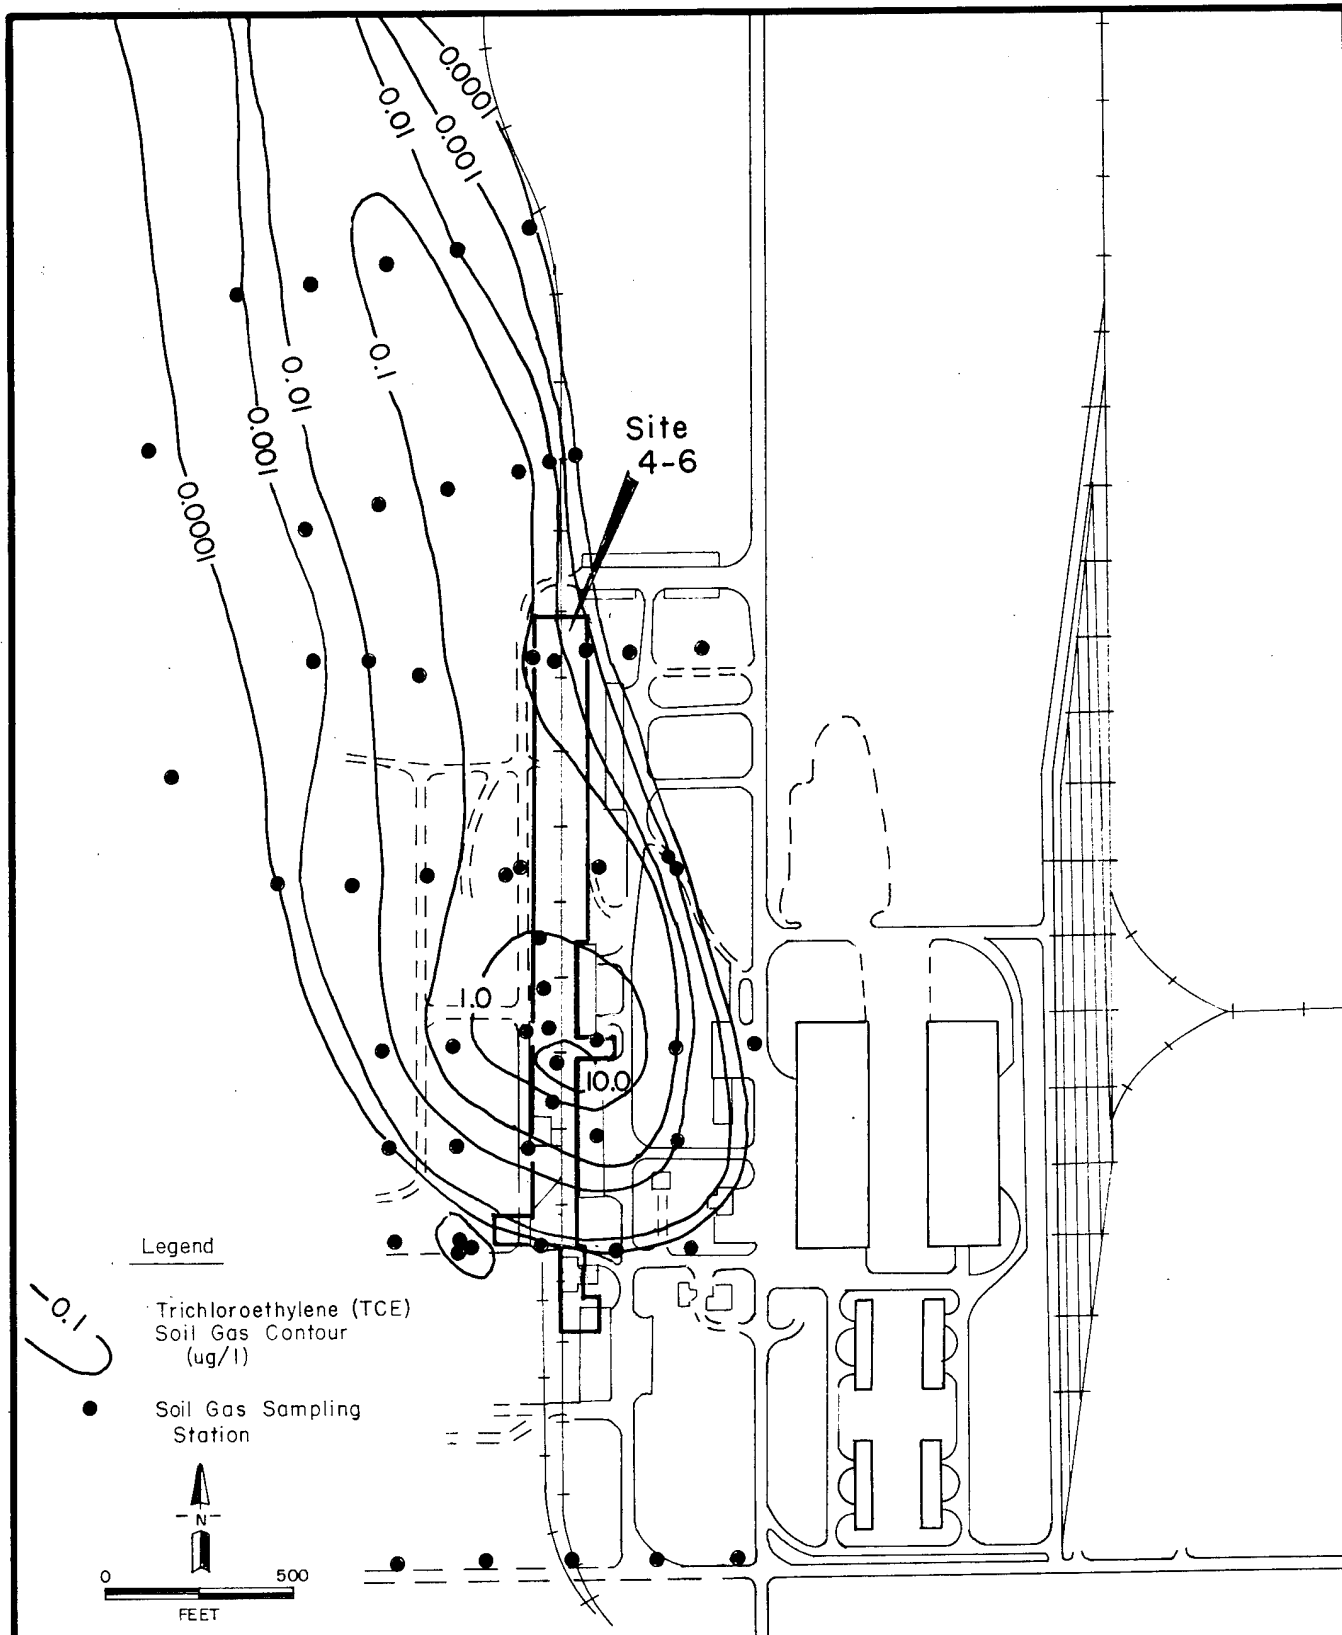 0.0001
0.01
0.001
0.1
0.01
0.001
0.0001
Site
4-6
1.0
10.0
Legend
0.1
Trichloroethylene (TCE)
Soil Gas Contour
(ug/l)
Soil Gas Sampling
Station
N
0 500
FEET